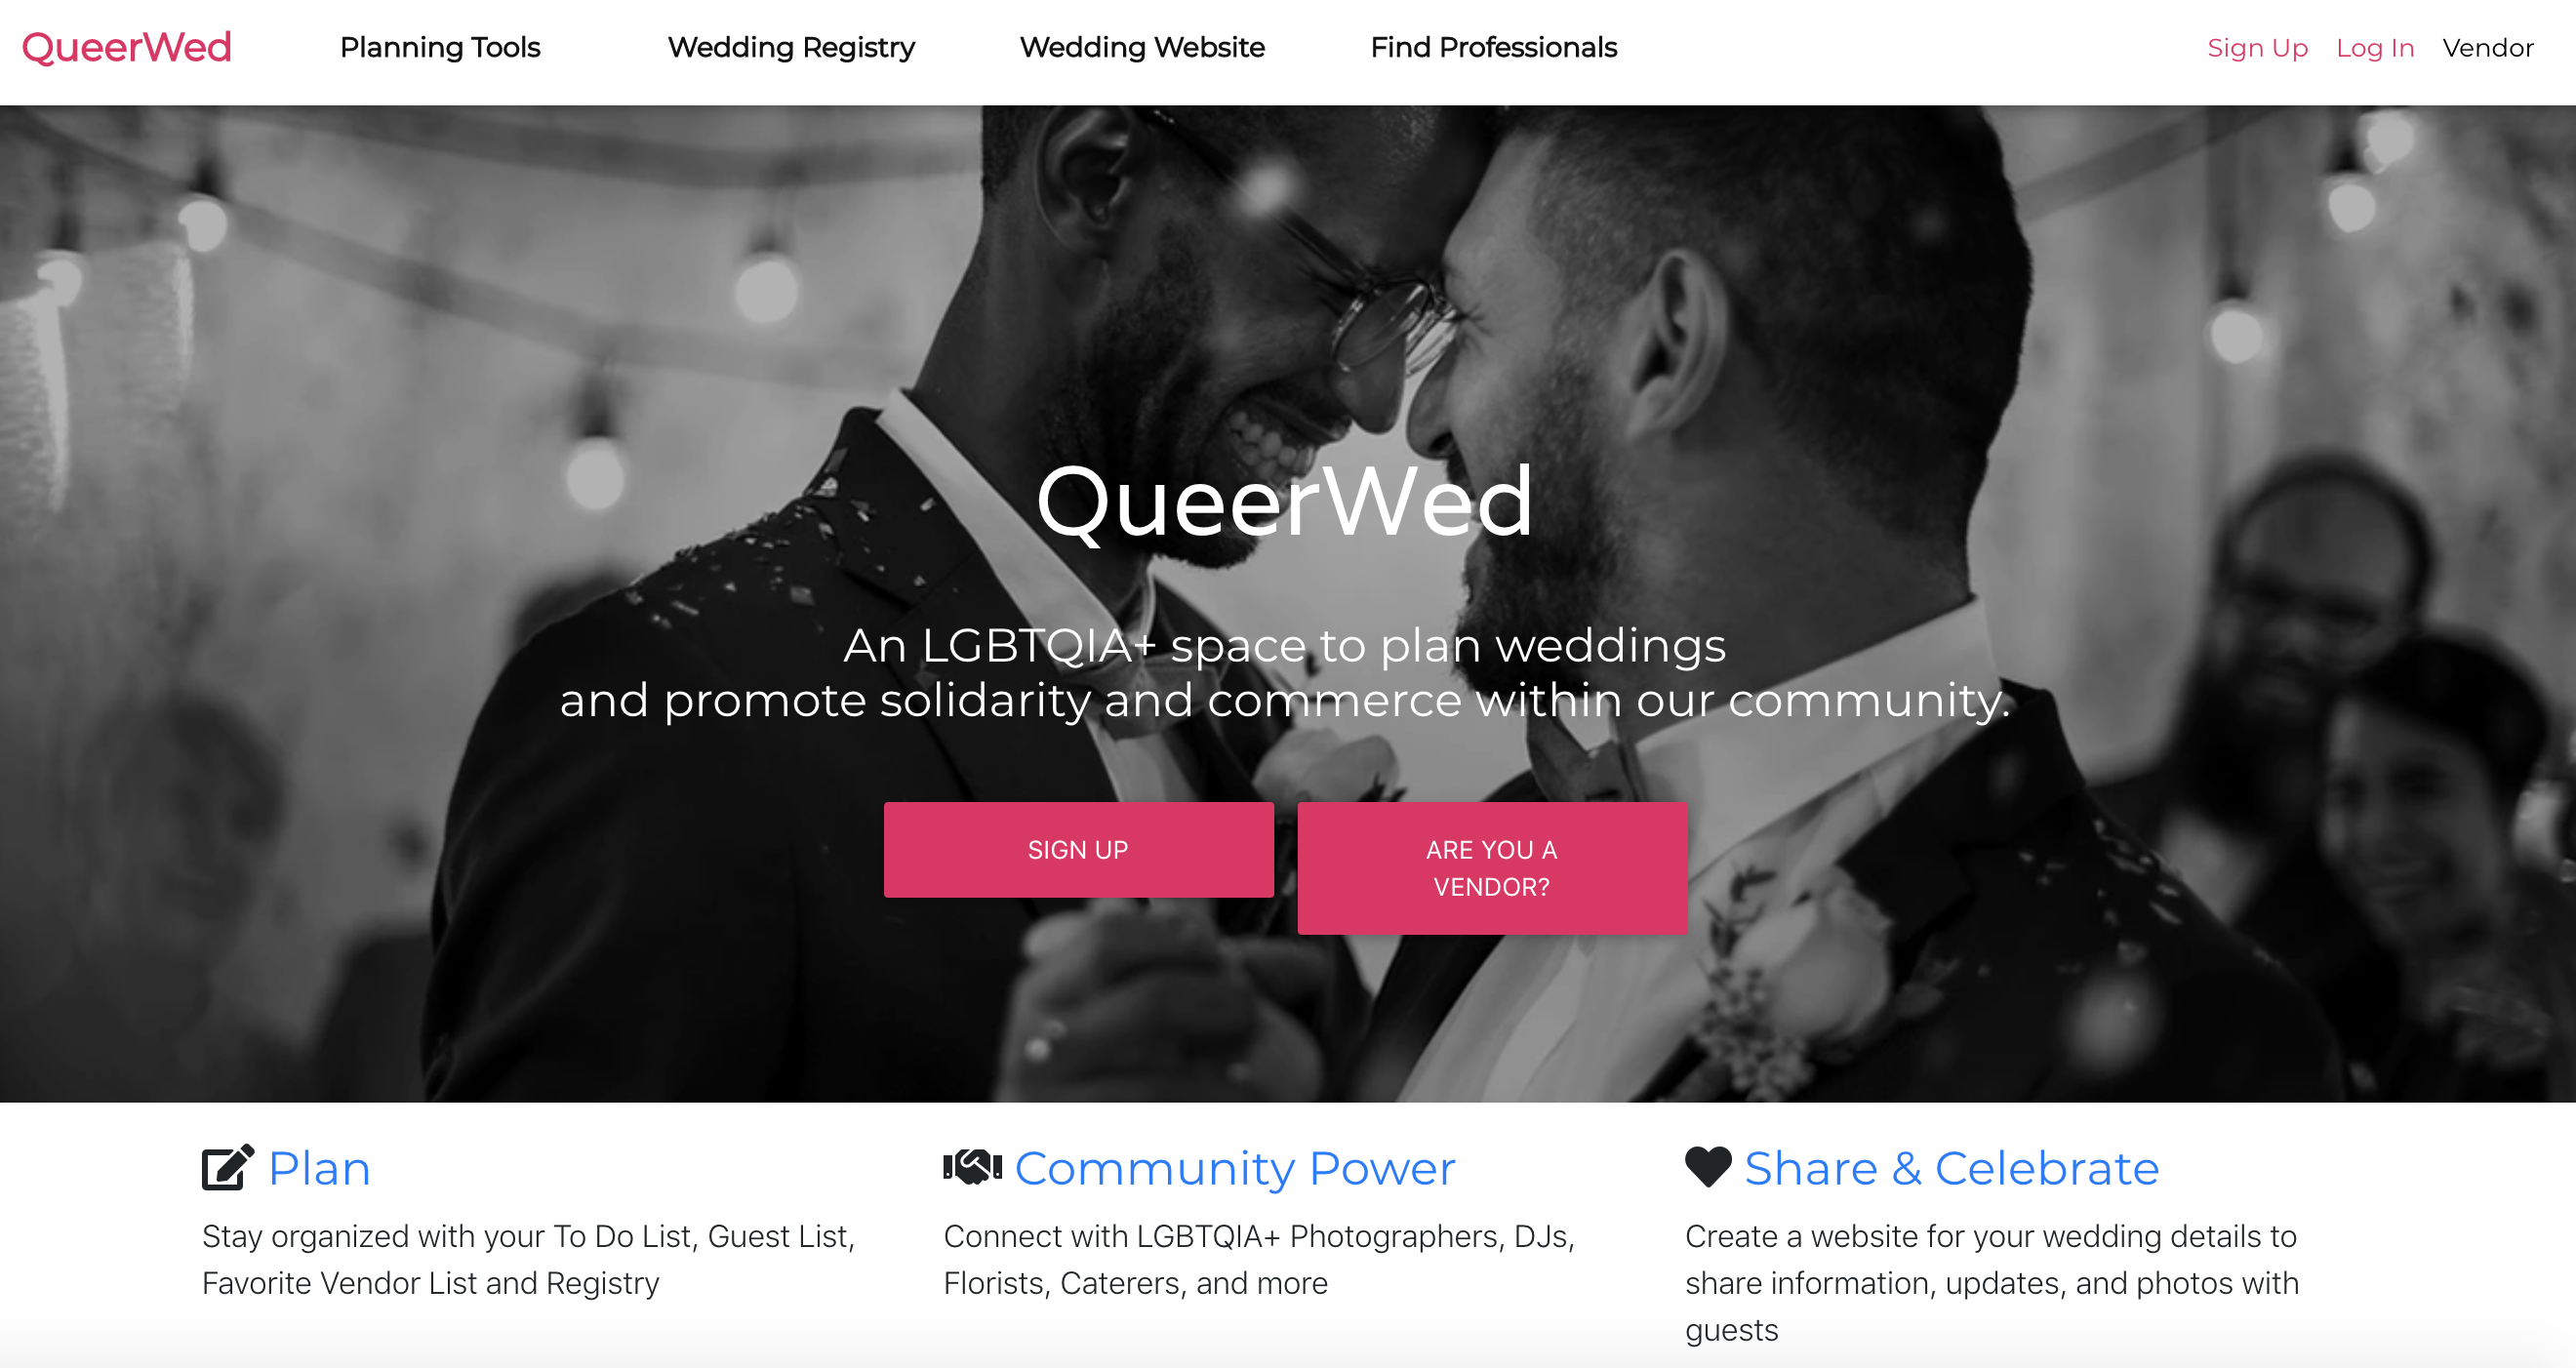 QueerWed
Planning Tools
Wedding Registry
Wedding Website
Find Professionals
Sign Up
Log In
Vendor
QueerWed
An LGBTQIA+ space to plan weddings
and promote solidarity and commerce within our community.
SIGN UP
ARE YOU A
VENDOR?
Plan
Stay organized with your To Do List, Guest List,
Favorite Vendor List and Registry
Community Power
Connect with LGBTQIA+ Photographers, DJs,
Florists, Caterers, and more
Share & Celebrate
Create a website for your wedding details to
share information, updates, and photos with
guests